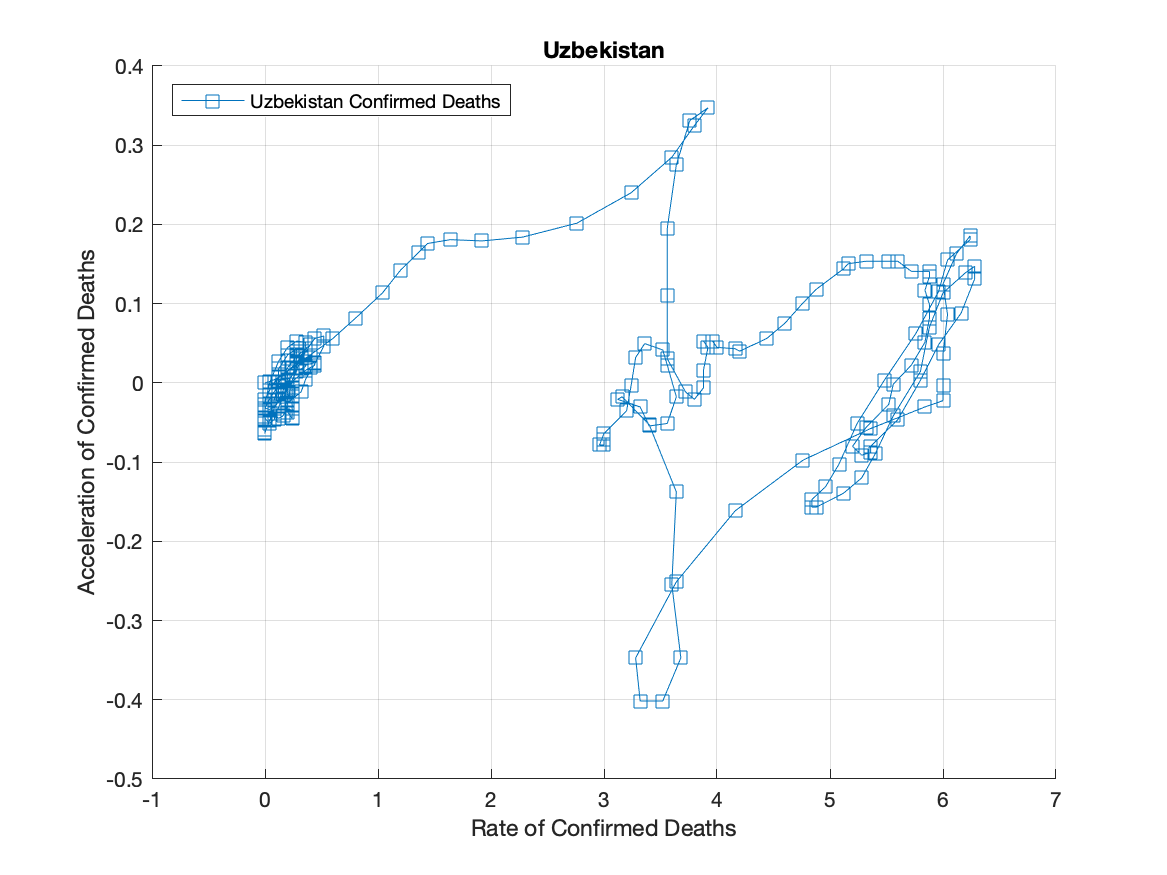 Uzbekistan
Uzbekistan Confirmed Deaths
0.4
0.3
0.2
0.1
0
-0.1
-0.2
-0.3
-0.4
-0.5
Acceleration of Confirmed Deaths
-1 0 1 2 3 4 5 6 7
Rate of Confirmed Deaths